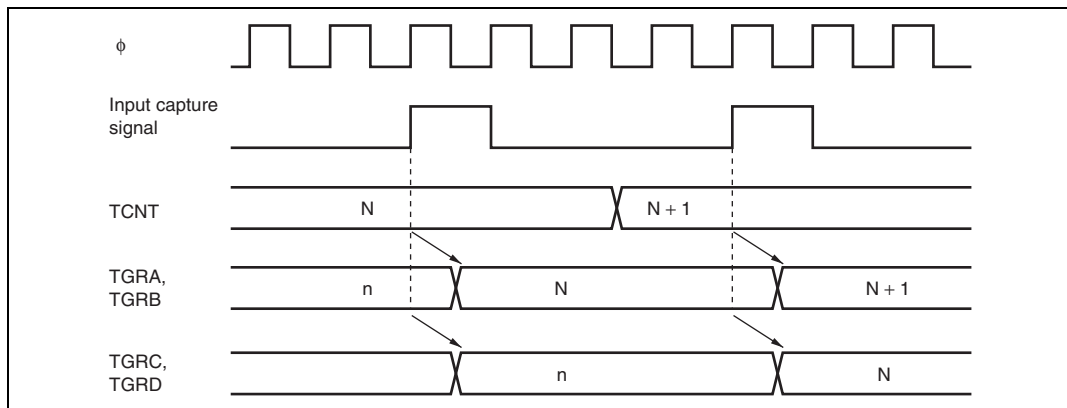 ϕ
Input capture
signal
TCNT
N
N + 1
TGRA,
TGRB
n
N
N + 1
TGRC,
TGRD
n
N